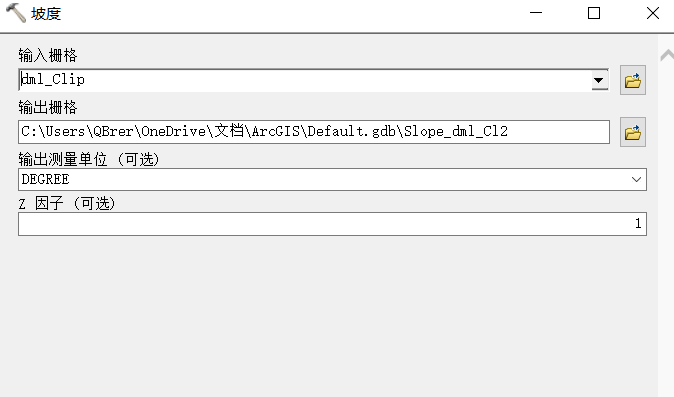 坡度
输入栅格
dml_Clip
输出栅格
C:\Users\QBrer\OneDrive\文档\ArcGIS\Default.gdb\Slope_dml_Cl2
输出测量单位 (可选)
DEGREE
Z 因子 (可选)
1